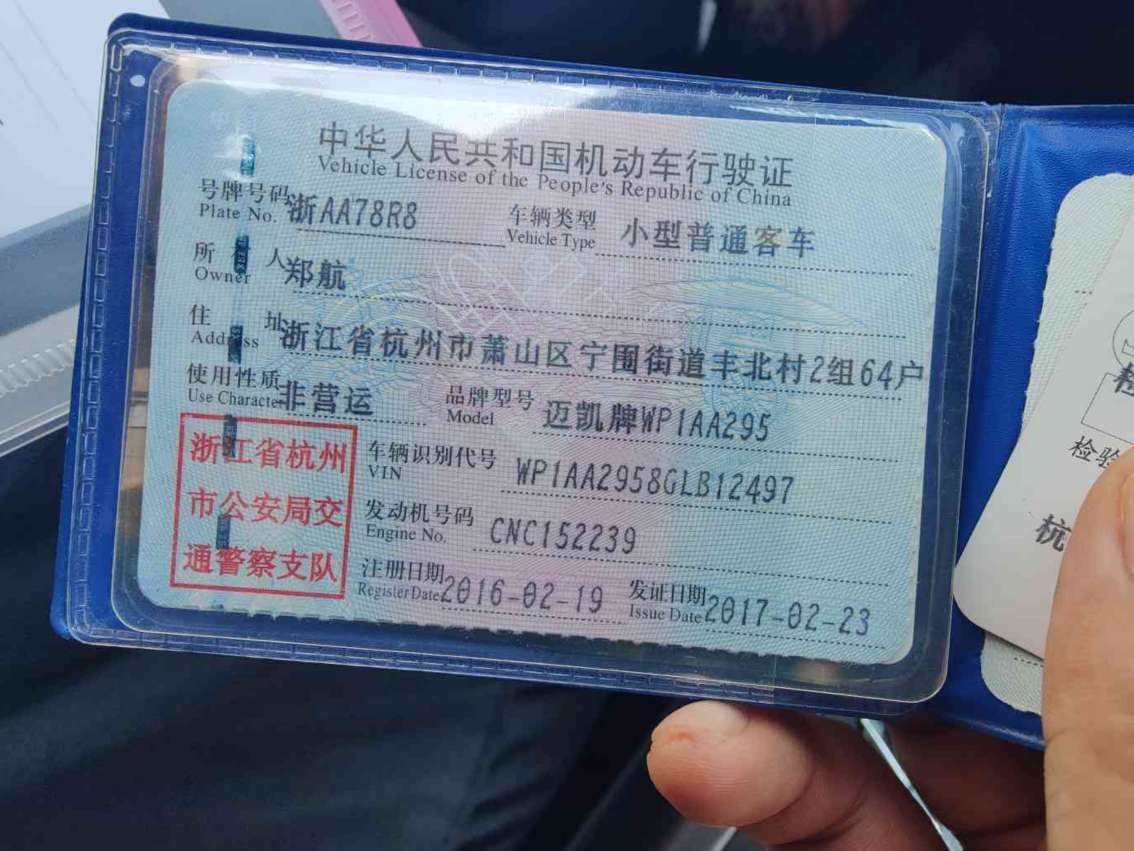 中华人民共和国机动车行驶证
Vehicle License of the People's Republic of China
号牌号码 浙AA78R8 车辆类型 小型普通客车
Plate No. Vehicle Type
所 有 人 郑航
Owner
住 址 浙江省杭州市萧山区宁围街道丰北村2组64户
Address
使用性质 非营运 品牌型号 迈凯牌WP1AA295
Use Character Model
浙江省杭州
市公安局交
通警察支队
车辆识别代号 WP1AA2958GLB12497
VIN
发动机号码 CNC152239
Engine No.
注册日期 2016-02-19 发证日期 2017-02-23
Register Date Issue Date
检
检验
杭